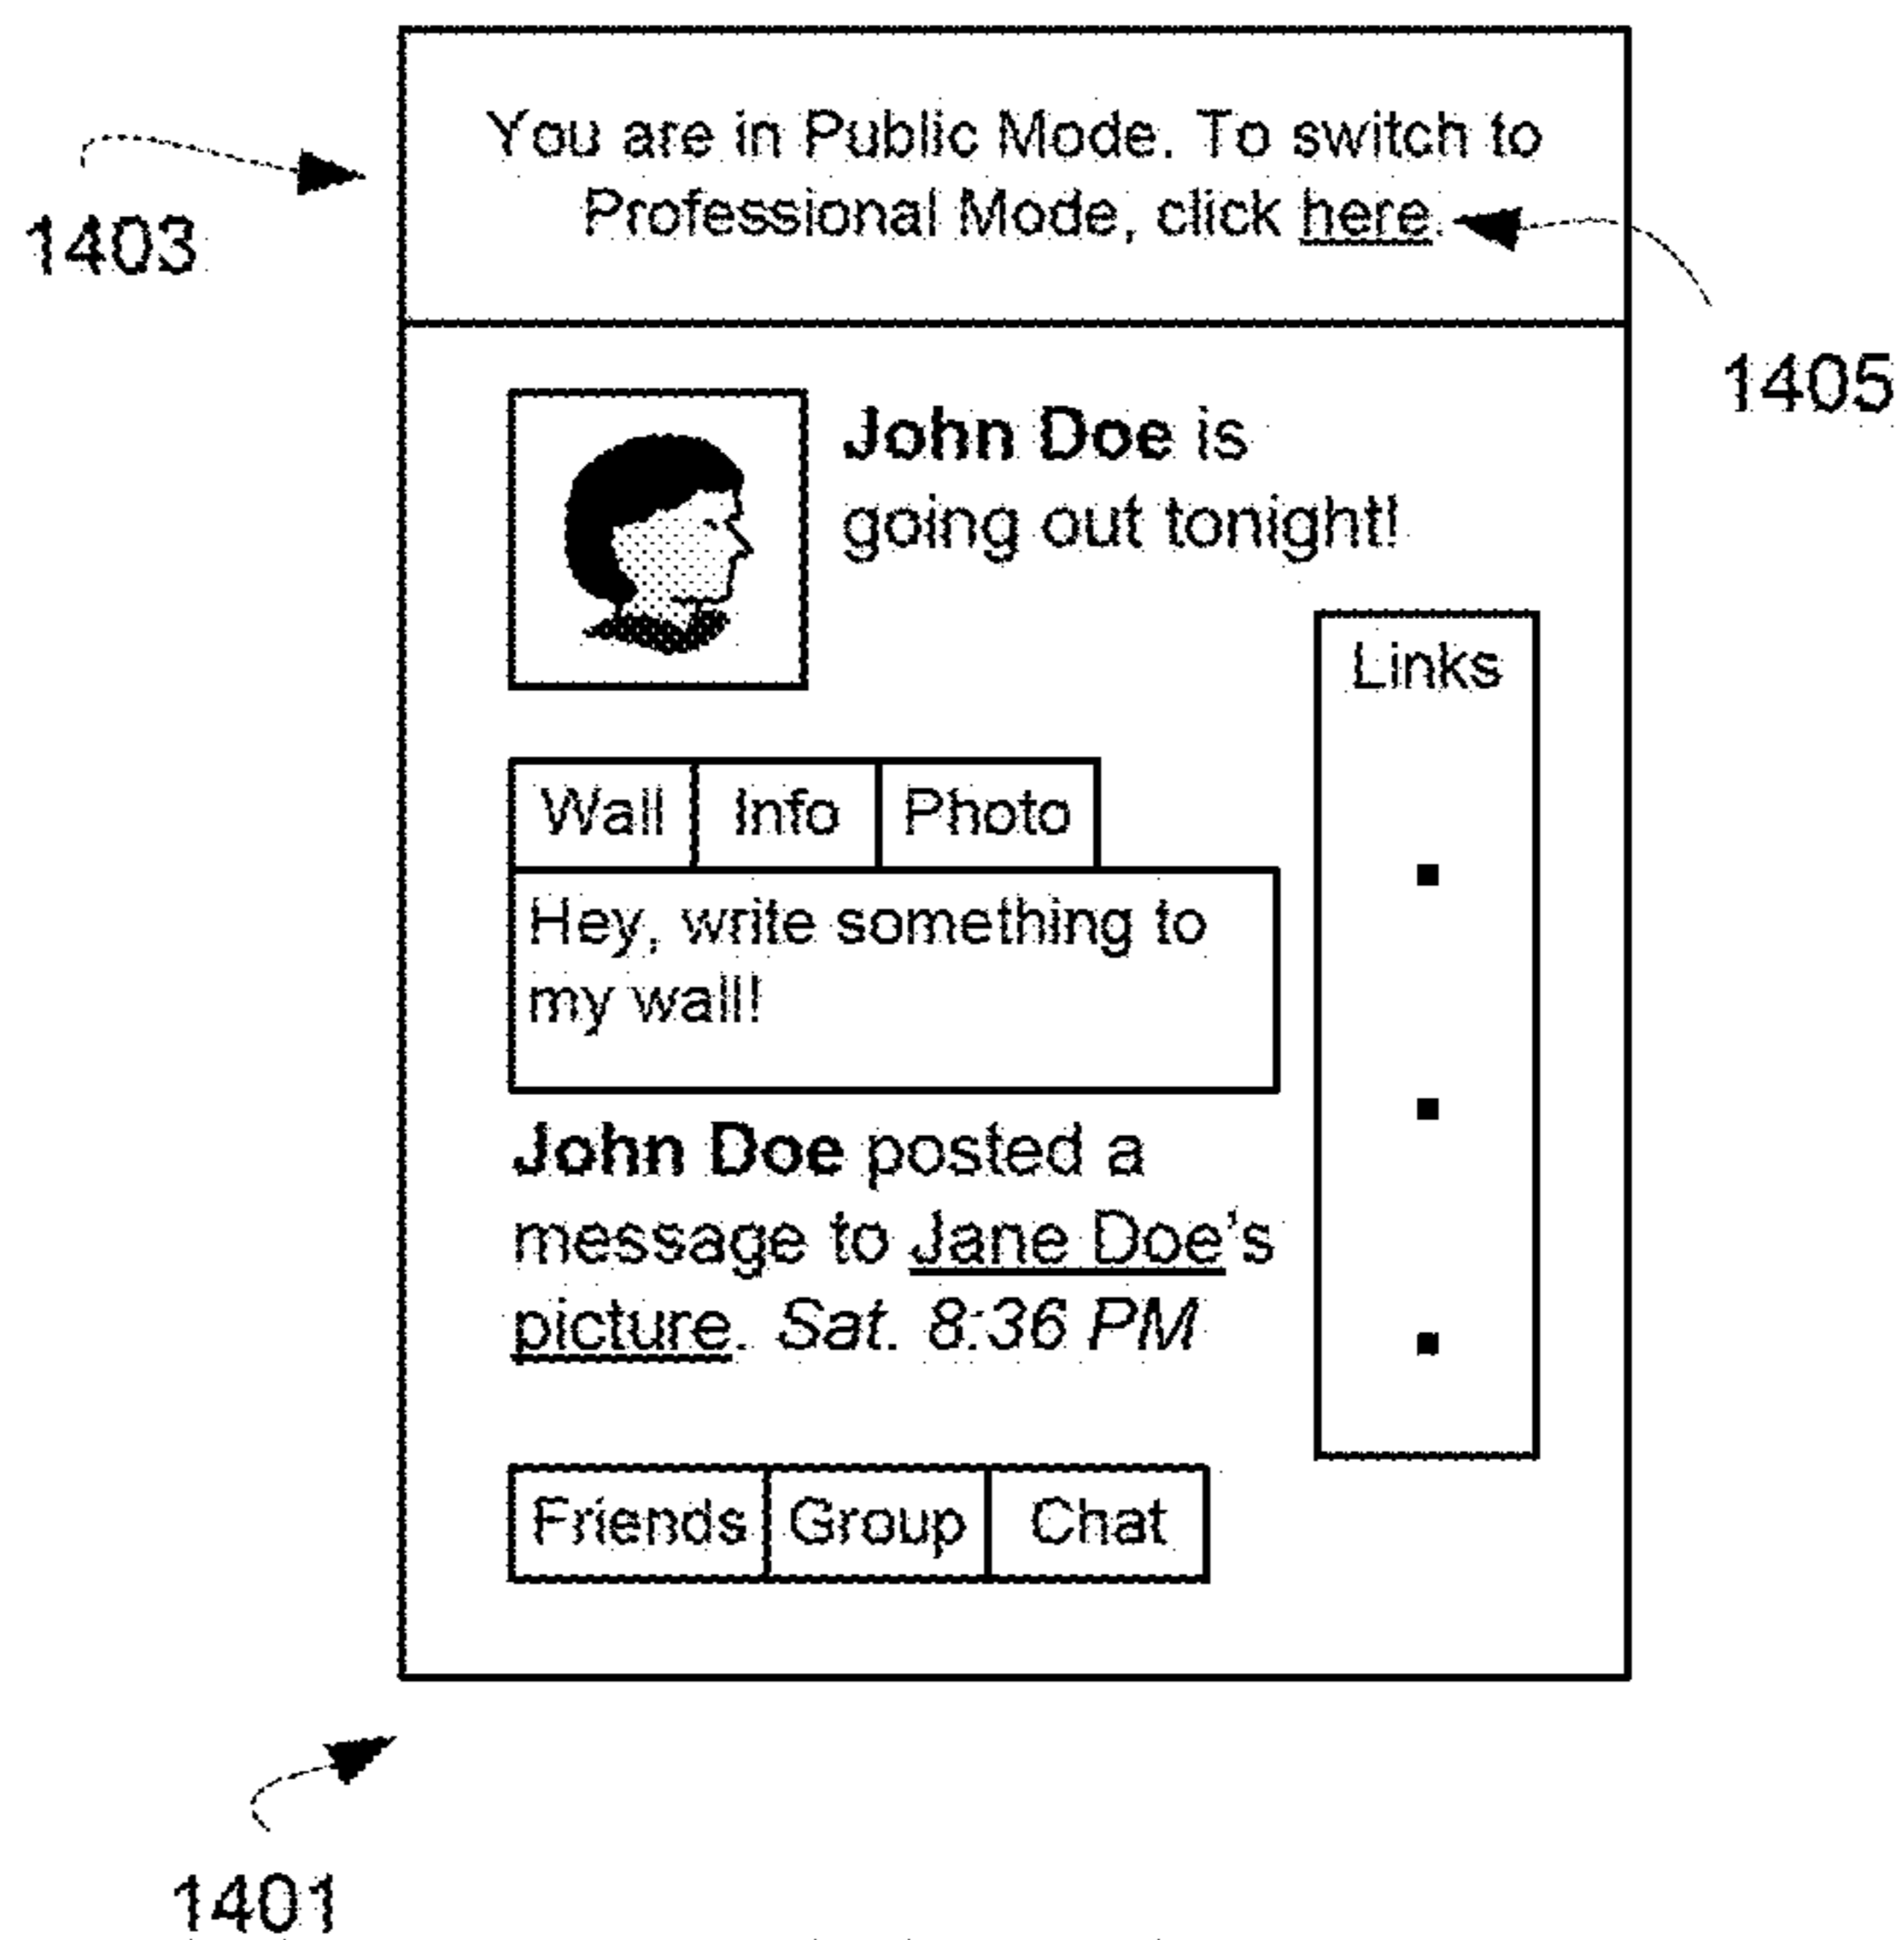 You are in Public Mode. To switch to
Professional Mode, click here.
1403
1405
John Doe is
going out tonight!
Links
Wall Info Photo
Hey, write something to
my wall!
John Doe posted a
message to Jane Doe's
picture. Sat. 8:36 PM
Friends Group Chat
1401